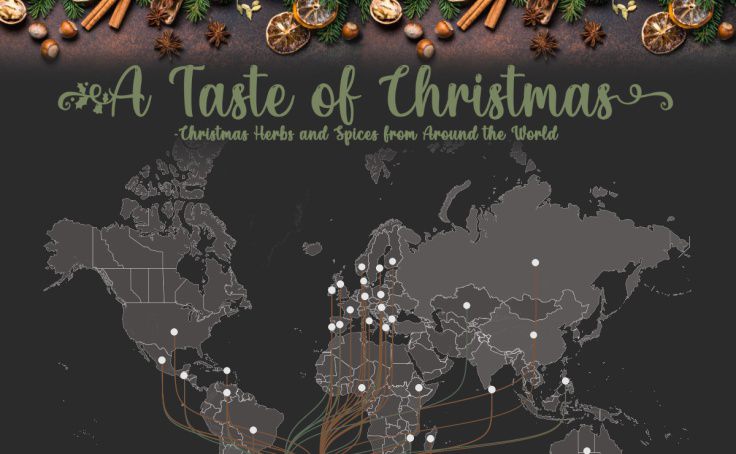 A Taste of Christmas
-Christmas Herbs and Spices from Around the World